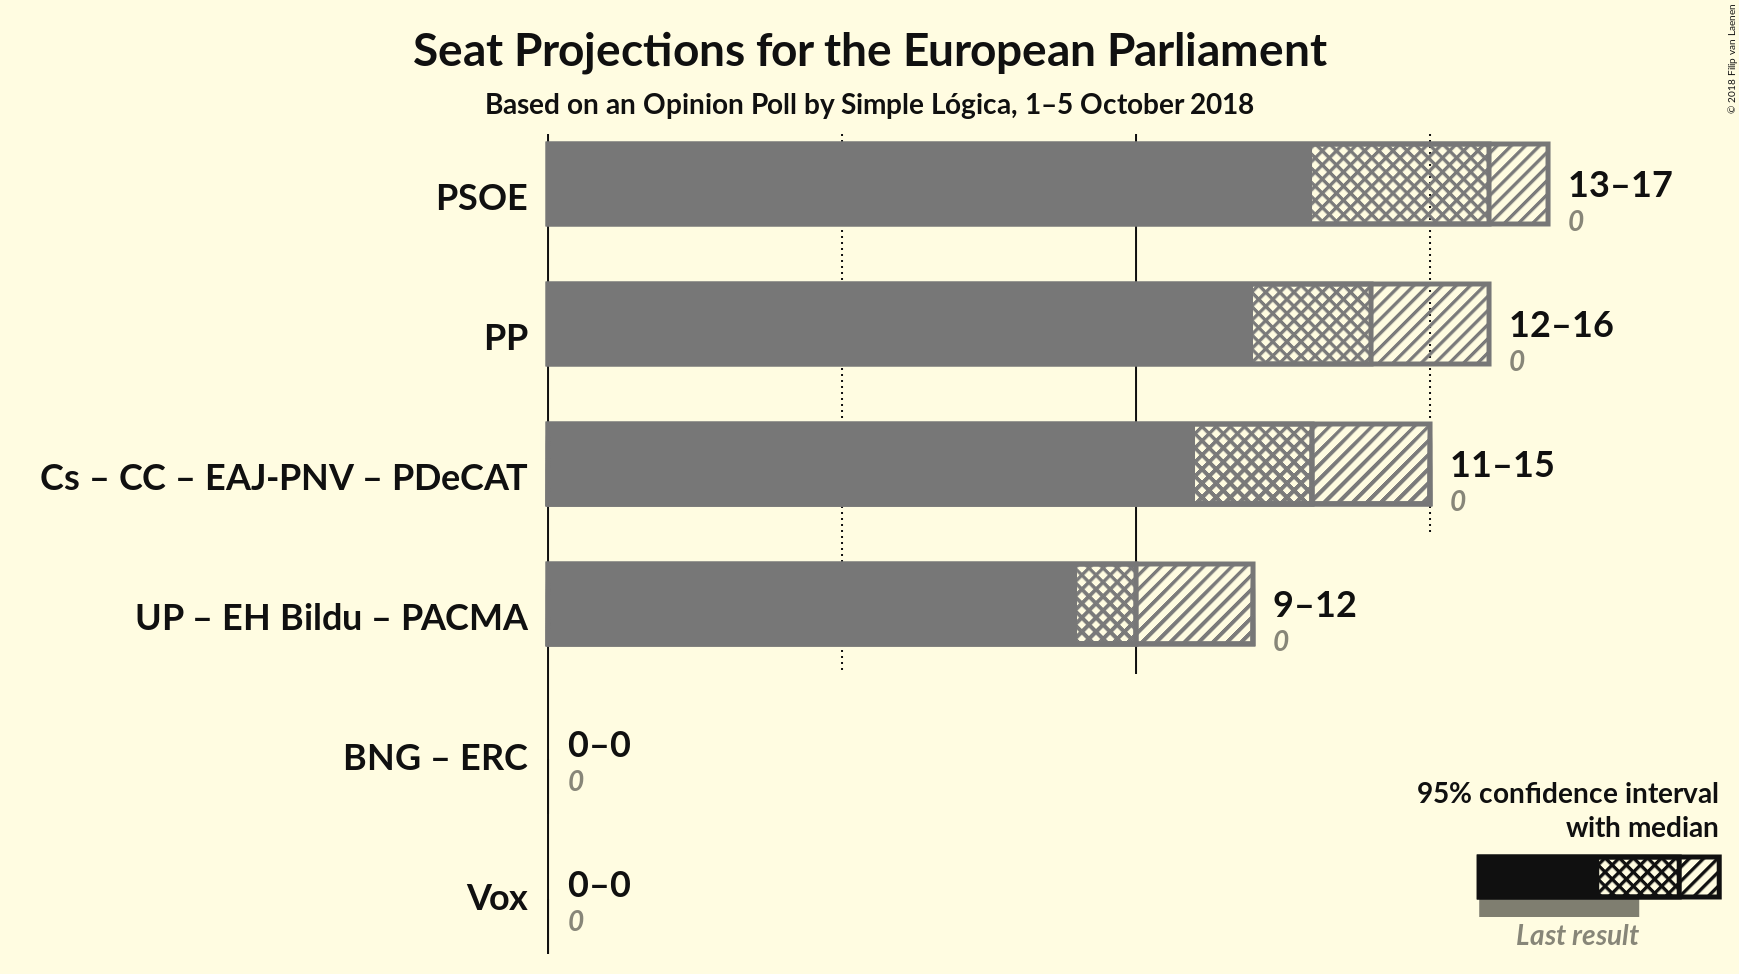 Seat Projections for the European Parliament
Based on an Opinion Poll by Simple Lógica, 1–5 October 2018
© 2018 Filip van Laenen
PSOE
13–17
0
PP
12–16
0
Cs – CC – EAJ-PNV – PDeCAT
11–15
0
UP – EH Bildu – PACMA
9–12
0
BNG – ERC
0–0
0
Vox
0–0
0
95% confidence interval
with median
Last result